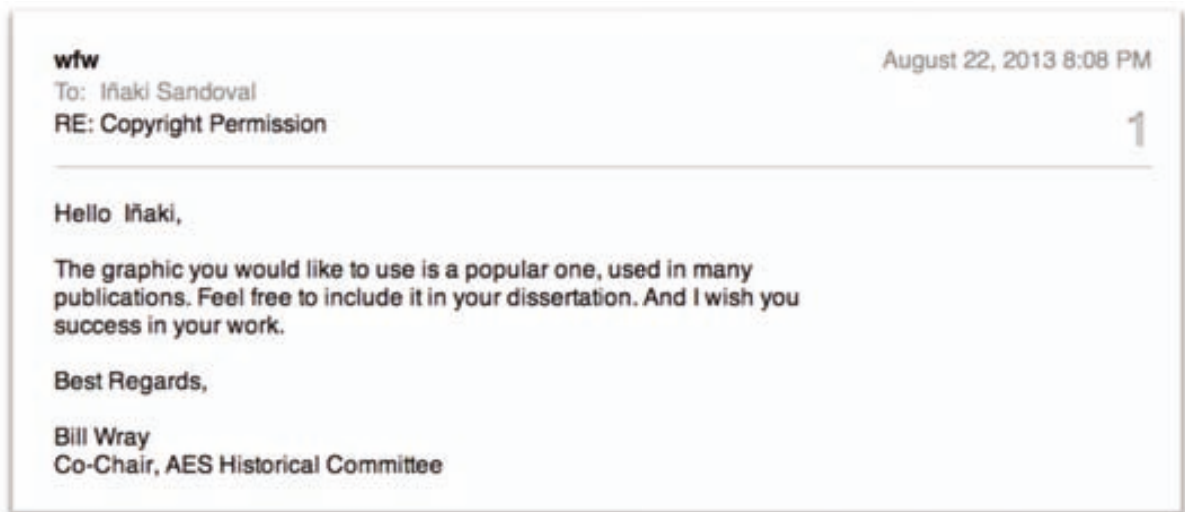 wfw
August 22, 2013 8:08 PM
To: Iñaki Sandoval
RE: Copyright Permission
1
Hello Iñaki,
The graphic you would like to use is a popular one, used in many
publications. Feel free to include it in your dissertation. And I wish you
success in your work.
Best Regards,
Bill Wray
Co-Chair, AES Historical Committee